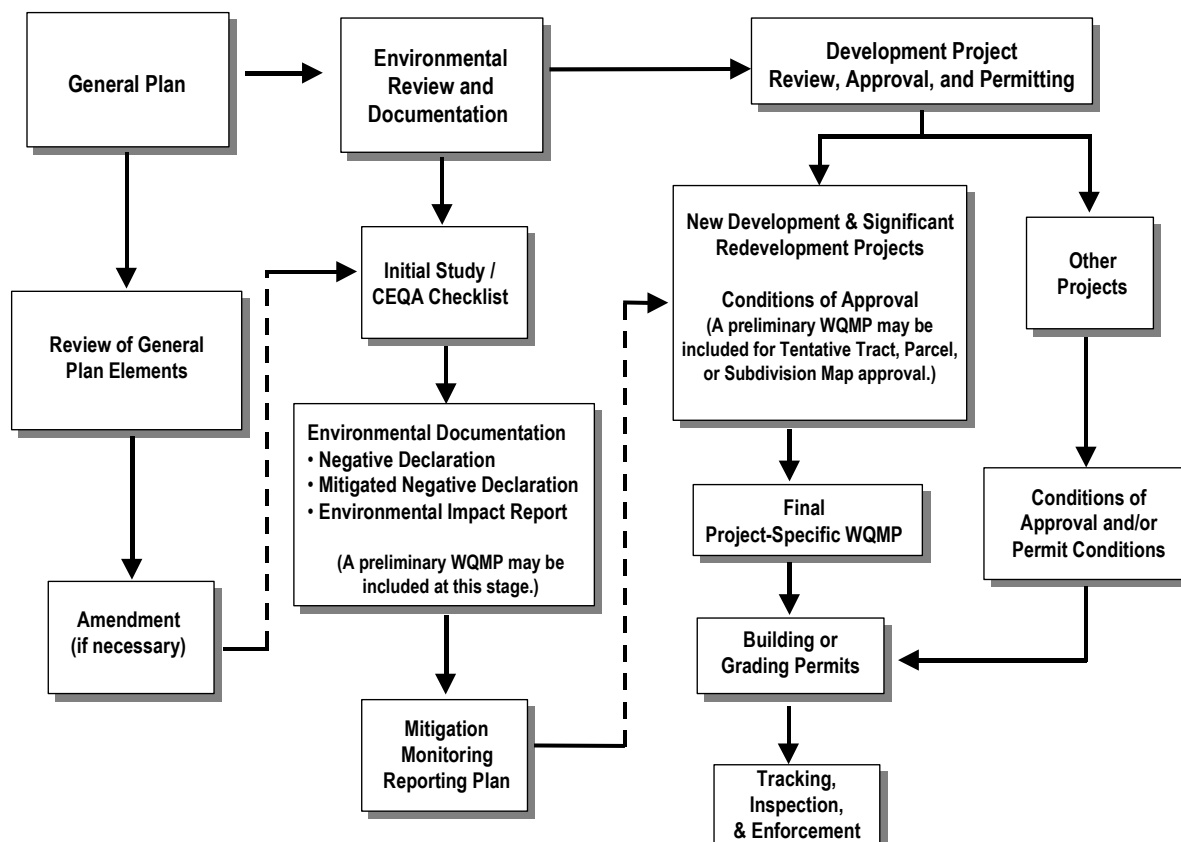 General Plan
Environmental
Review and
Documentation
Development Project
Review, Approval, and Permitting
Review of General
Plan Elements
Amendment
(if necessary)
Initial Study /
CEQA Checklist
Environmental Documentation
• Negative Declaration
• Mitigated Negative Declaration
• Environmental Impact Report
(A preliminary WQMP may be
included at this stage.)
Mitigation
Monitoring
Reporting Plan
New Development & Significant
Redevelopment Projects
Conditions of Approval
(A preliminary WQMP may be
included for Tentative Tract, Parcel,
or Subdivision Map approval.)
Final
Project-Specific WQMP
Building or
Grading Permits
Tracking,
Inspection,
& Enforcement
Other
Projects
Conditions of
Approval and/or
Permit Conditions